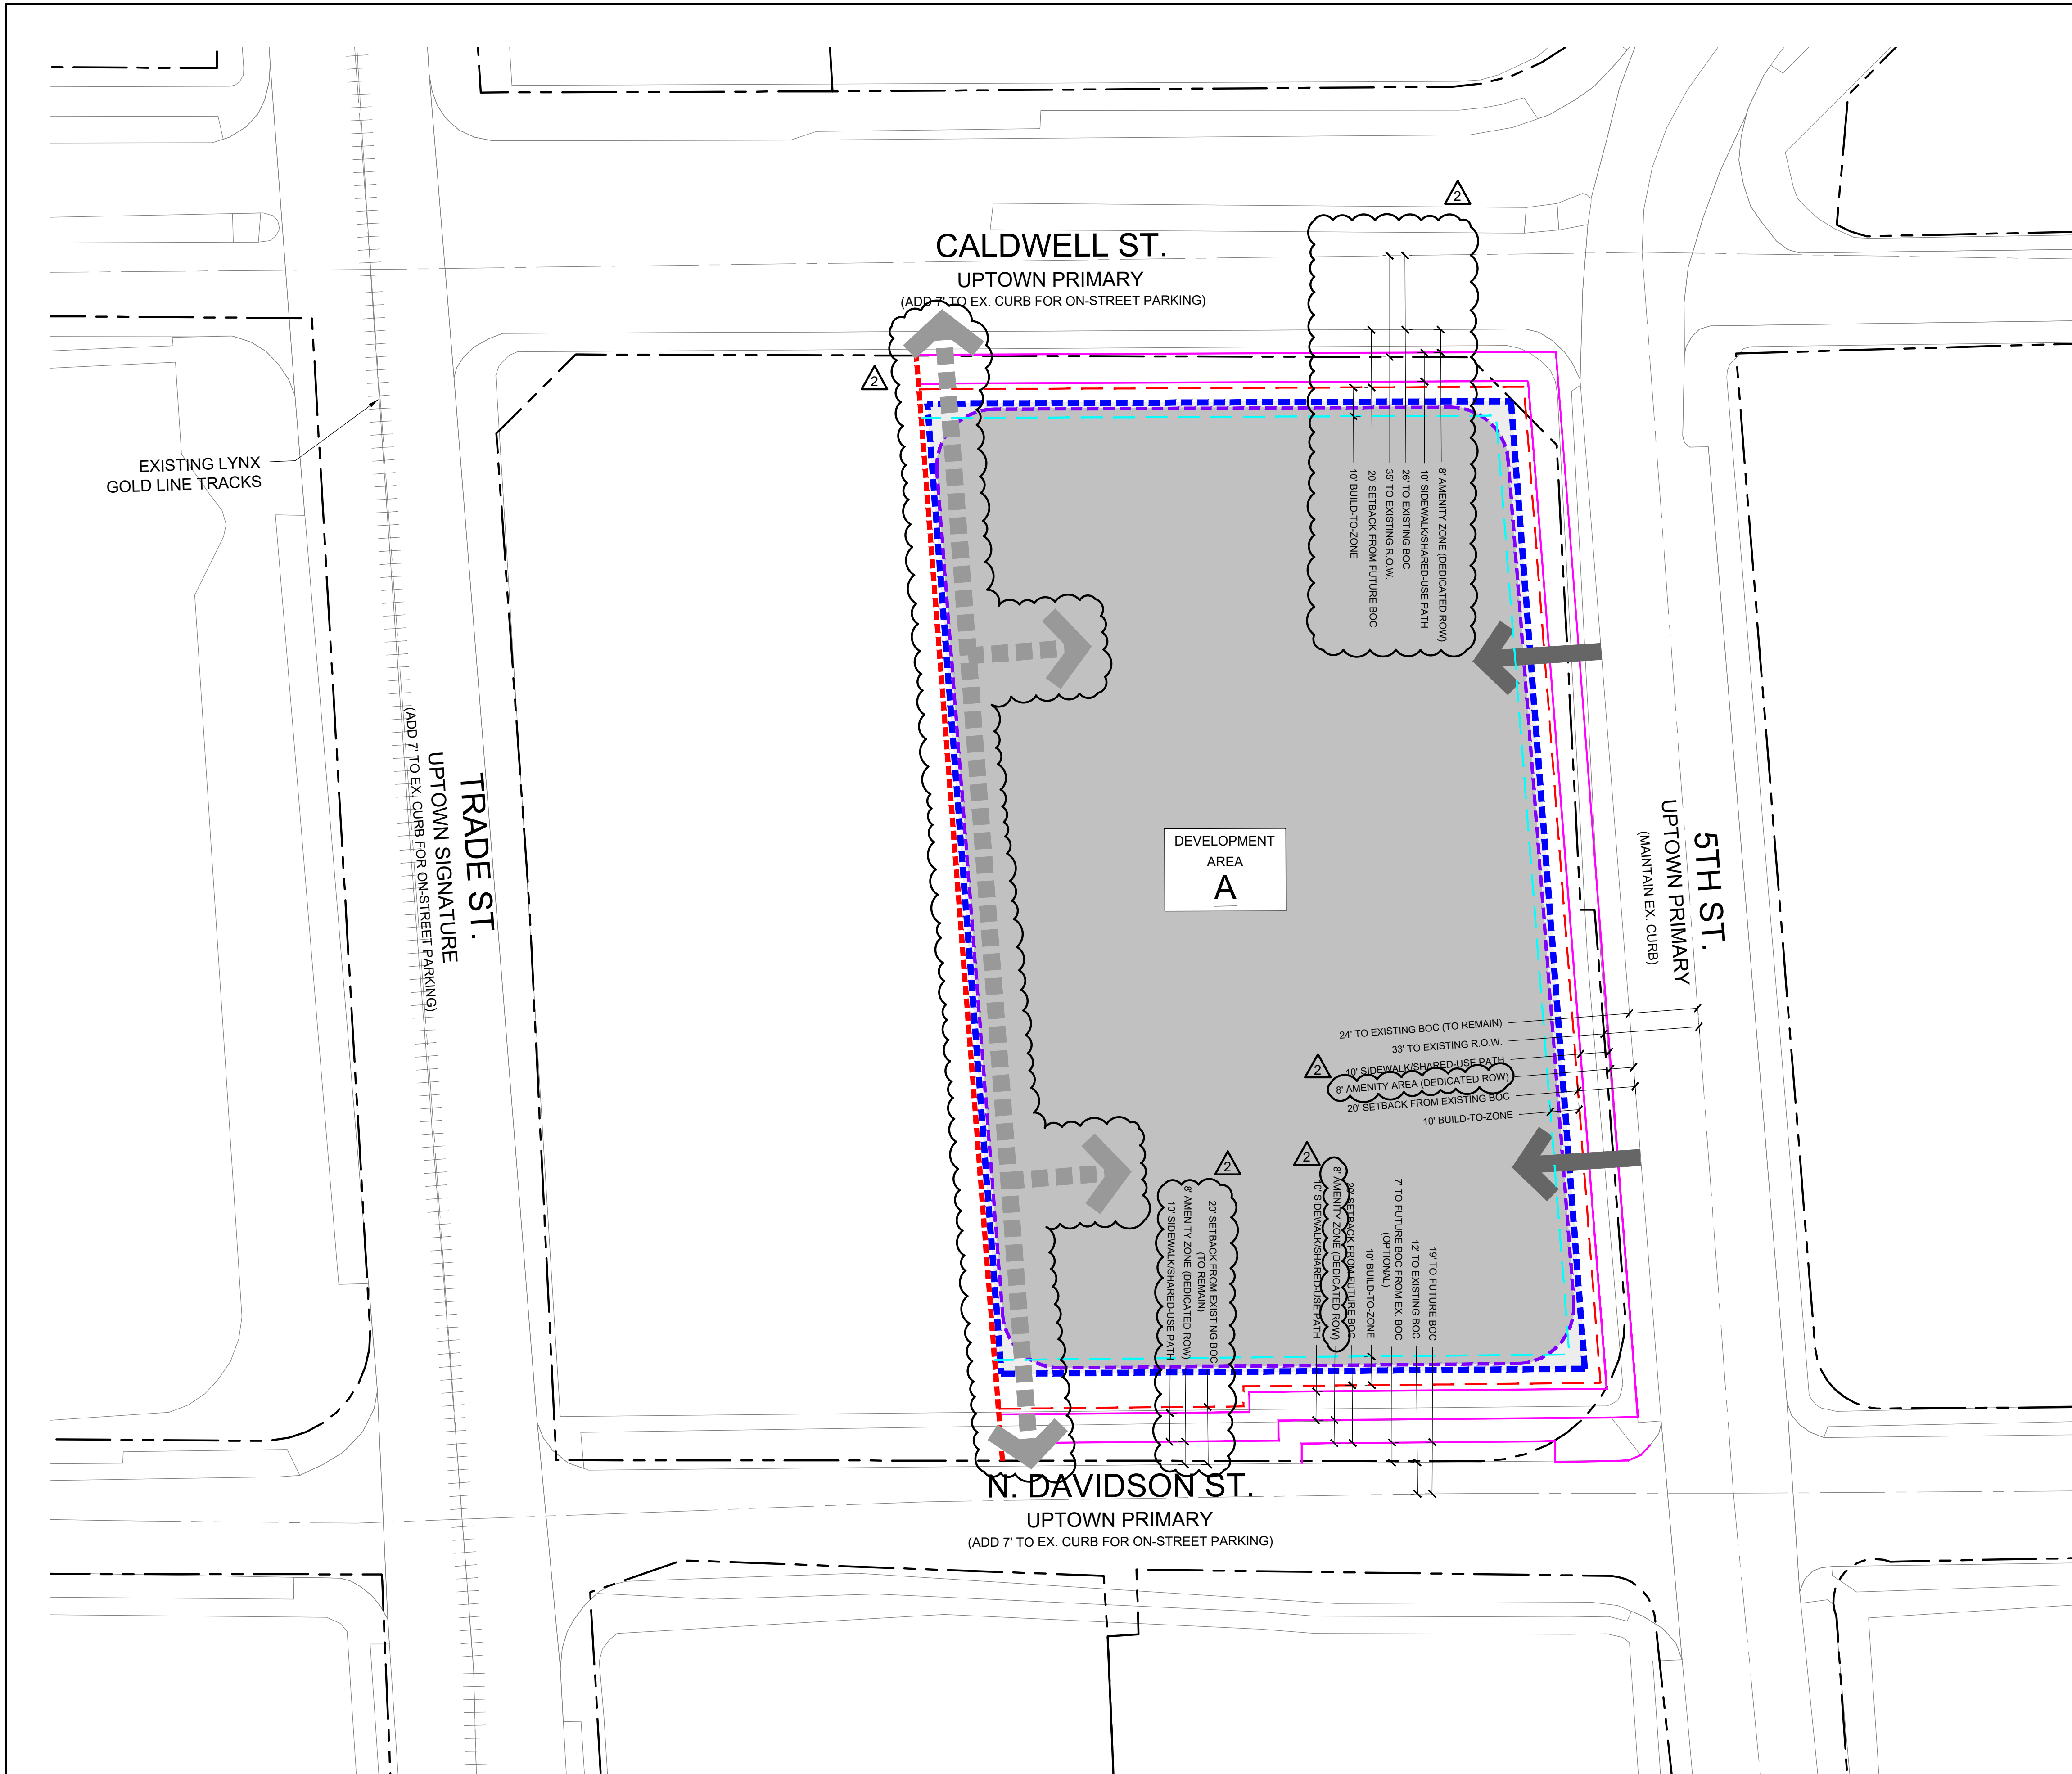 2
CALDWELL ST.
UPTOWN PRIMARY
(ADD 7' TO EX. CURB FOR ON-STREET PARKING)
2
EXISTING LYNX
GOLD LINE TRACKS
10' BUILD-TO-ZONE
20' SETBACK FROM FUTURE BOC
35' TO EXISTING R.O.W.
26' TO EXISTING BOC
10' SIDEWALK/SHARED-USE PATH
8' AMENITY ZONE (DEDICATED ROW)
TRADE ST.
UPTOWN SIGNATURE
(ADD 7' TO EX. CURB FOR ON-STREET PARKING)
DEVELOPMENT
AREA
A
5TH ST.
UPTOWN PRIMARY
(MAINTAIN EX. CURB)
24' TO EXISTING BOC (TO REMAIN)
33' TO EXISTING R.O.W.
10' SIDEWALK/SHARED-USE PATH
2
8' AMENITY AREA (DEDICATED ROW)
20' SETBACK FROM EXISTING BOC
10' BUILD-TO-ZONE
2
10' SIDEWALK/SHARED-USE PATH
8' AMENITY ZONE (DEDICATED ROW)
20' SETBACK FROM EXISTING BOC
(TO REMAIN)
2
10' SIDEWALK/SHARED-USE PATH
8' AMENITY ZONE (DEDICATED ROW)
20' SETBACK FROM FUTURE BOC
10' BUILD-TO-ZONE
7' TO FUTURE BOC FROM EX. BOC
(OPTIONAL)
12' TO EXISTING BOC
19' TO FUTURE BOC
N. DAVIDSON ST.
UPTOWN PRIMARY
(ADD 7' TO EX. CURB FOR ON-STREET PARKING)